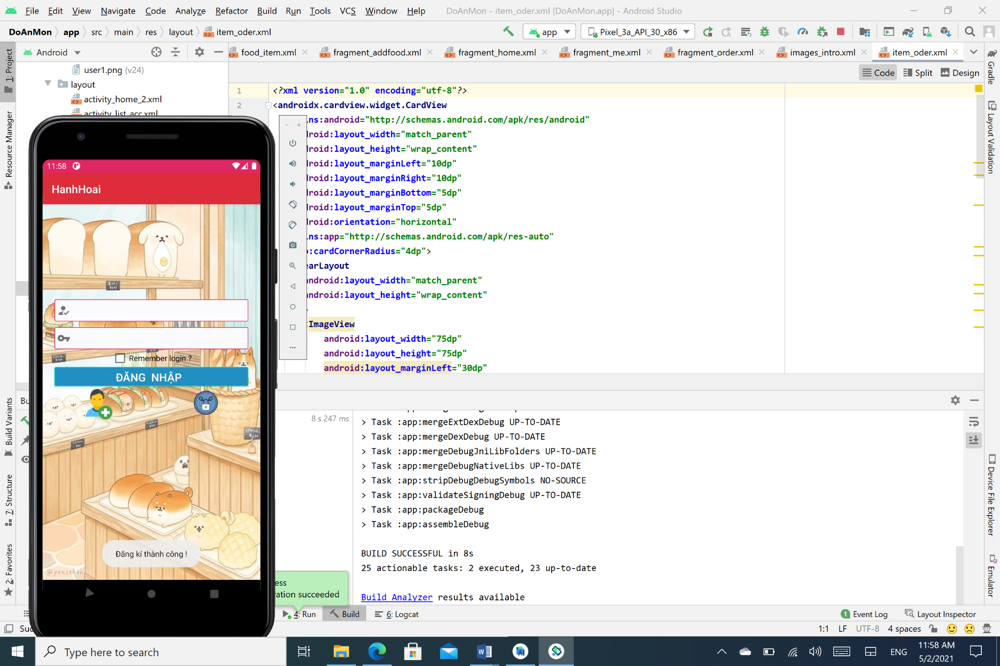 File Edit View Navigate Code Analyze Refactor Build Run Tools VCS Window Help DoAnMon - item_oder.xml [DoAnMon.app] - Android Studio
DoAnMon app src main res layout item_oder.xml app Pixel_3a_API_30_x86
Android food_item.xml fragment_addfood.xml fragment_home.xml fragment_me.xml fragment_order.xml images_intro.xml item_oder.xml
Code Split Design
1: Project
Resource Manager
Build Variants
7: Structure
2: Favorites
user1.png (v24)
layout
activity_home_2.xml
activity_list_acc.xml
1 <?xml version="1.0" encoding="utf-8"?>
2 <androidx.cardview.widget.CardView
ns:android="http://schemas.android.com/apk/res/android"
roid:layout_width="match_parent"
roid:layout_height="wrap_content"
roid:layout_marginLeft="10dp"
roid:layout_marginRight="10dp"
roid:layout_marginBottom="5dp"
roid:layout_marginTop="5dp"
roid:orientation="horizontal"
ns:app="http://schemas.android.com/apk/res-auto"
:cardCornerRadius="4dp">
earLayout
android:layout_width="match_parent"
android:layout_height="wrap_content"
ImageView
android:layout_width="75dp"
android:layout_height="75dp"
android:layout_marginLeft="30dp"
11:58
HanhHoai
Remember login ?
ĐĂNG NHẬP
Đăng kí thành công !
@yeasthen
Bu
8 s 247 ms
> Task :app:mergeExtDexDebug UP-TO-DATE
> Task :app:mergeDexDebug UP-TO-DATE
> Task :app:mergeDebugJniLibFolders UP-TO-DATE
> Task :app:mergeDebugNativeLibs UP-TO-DATE
> Task :app:stripDebugDebugSymbols NO-SOURCE
> Task :app:validateSigningDebug UP-TO-DATE
> Task :app:packageDebug
> Task :app:assembleDebug
BUILD SUCCESSFUL in 8s
25 actionable tasks: 2 executed, 23 up-to-date
Build Analyzer results available
ess
ration succeeded
Gradle
Layout Validation
Device File Explorer
Emulator
4: Run Build 6: Logcat 1 Event Log Layout Inspector
Suc 1:1 LF UTF-8 4 spaces
Type here to search ENG 11:58 AM
5/2/2021